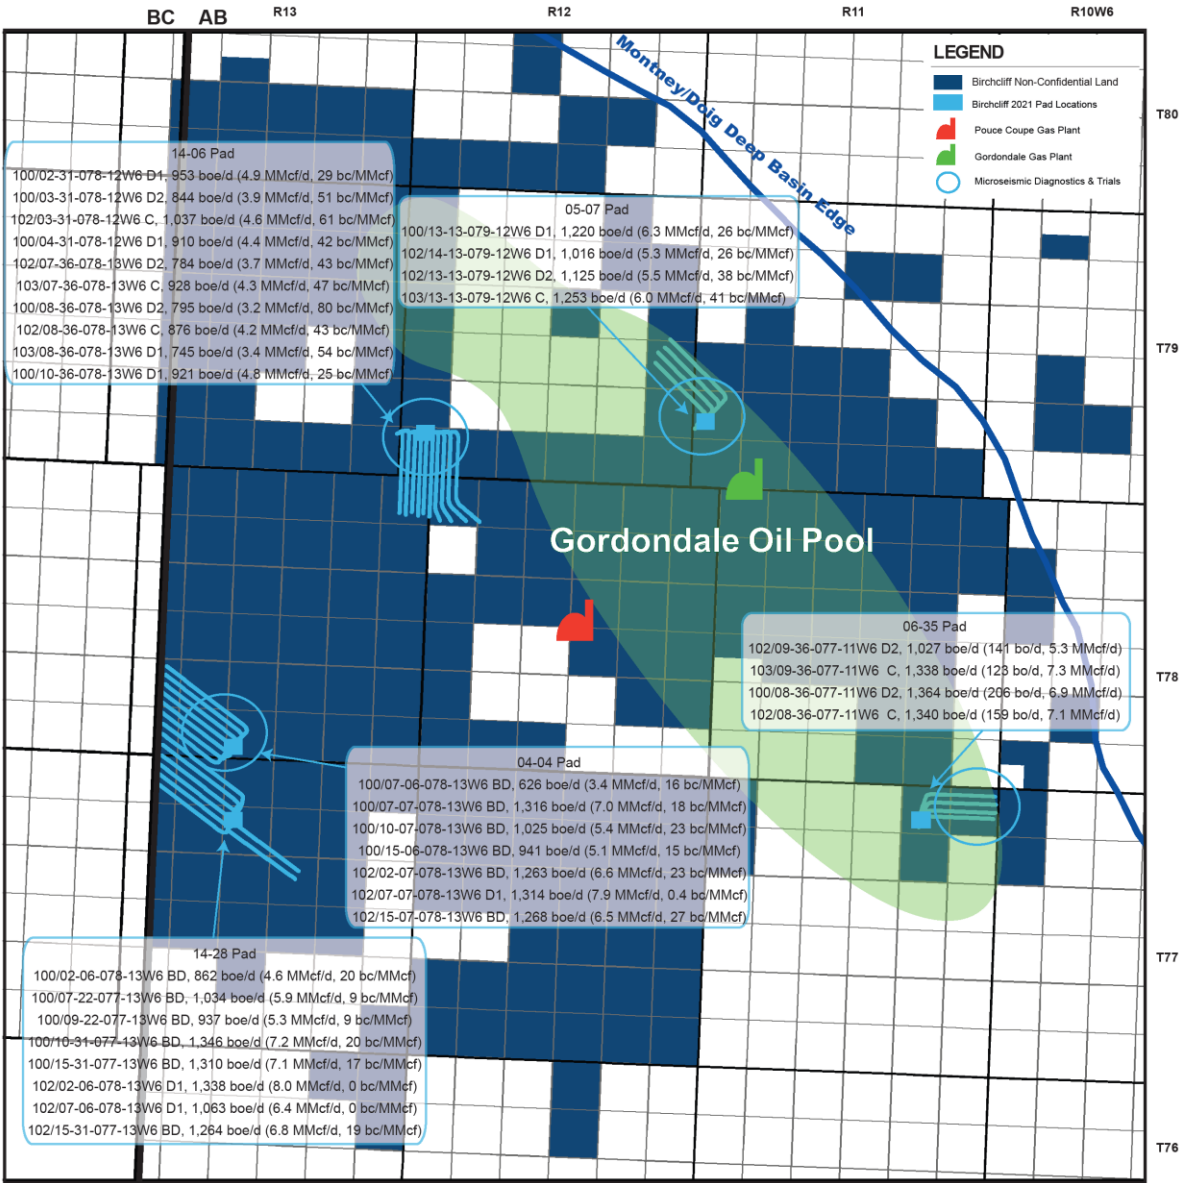 BC AB R13 R12 R11 R10W6
LEGEND
Birchcliff Non-Confidential Land
Birchcliff 2021 Pad Locations
Pouce Coupe Gas Plant
Gordondale Gas Plant
Microseismic Diagnostics & Trials
Montney/Doig Deep Basin Edge
T80
14-06 Pad
100/02-31-078-12W6 D1, 953 boe/d (4.9 MMcf/d, 29 bc/MMcf)
100/03-31-078-12W6 D2, 844 boe/d (3.9 MMcf/d, 51 bc/MMcf)
102/03-31-078-12W6 C, 1,037 boe/d (4.6 MMcf/d, 61 bc/MMcf)
100/04-31-078-12W6 D1, 910 boe/d (4.4 MMcf/d, 42 bc/MMcf)
102/07-36-078-13W6 D2, 784 boe/d (3.7 MMcf/d, 43 bc/MMcf)
103/07-36-078-13W6 C, 928 boe/d (4.3 MMcf/d, 47 bc/MMcf)
100/08-36-078-13W6 D2, 795 boe/d (3.2 MMcf/d, 80 bc/MMcf)
102/08-36-078-13W6 C, 876 boe/d (4.2 MMcf/d, 43 bc/MMcf)
103/08-36-078-13W6 D1, 745 boe/d (3.4 MMcf/d, 54 bc/MMcf)
100/10-36-078-13W6 D1, 921 boe/d (4.8 MMcf/d, 25 bc/MMcf)
05-07 Pad
100/13-13-079-12W6 D1, 1,220 boe/d (6.3 MMcf/d, 26 bc/MMcf)
102/14-13-079-12W6 D1, 1,016 boe/d (5.3 MMcf/d, 26 bc/MMcf)
102/13-13-079-12W6 D2, 1,125 boe/d (5.5 MMcf/d, 38 bc/MMcf)
103/13-13-079-12W6 C, 1,253 boe/d (6.0 MMcf/d, 41 bc/MMcf)
T79
Gordondale Oil Pool
06-35 Pad
102/09-36-077-11W6 D2, 1,027 boe/d (141 bo/d, 5.3 MMcf/d)
103/09-36-077-11W6 C, 1,338 boe/d (123 bo/d, 7.3 MMcf/d)
100/08-36-077-11W6 D2, 1,364 boe/d (206 bo/d, 6.9 MMcf/d)
102/08-36-077-11W6 C, 1,340 boe/d (159 bo/d, 7.1 MMcf/d)
T78
04-04 Pad
100/07-06-078-13W6 BD, 626 boe/d (3.4 MMcf/d, 16 bc/MMcf)
100/07-07-078-13W6 BD, 1,316 boe/d (7.0 MMcf/d, 18 bc/MMcf)
100/10-07-078-13W6 BD, 1,025 boe/d (5.4 MMcf/d, 23 bc/MMcf)
100/15-06-078-13W6 BD, 941 boe/d (5.1 MMcf/d, 15 bc/MMcf)
102/02-07-078-13W6 BD, 1,263 boe/d (6.6 MMcf/d, 23 bc/MMcf)
102/07-07-078-13W6 D1, 1,314 boe/d (7.9 MMcf/d, 0.4 bc/MMcf)
102/15-07-078-13W6 BD, 1,268 boe/d (6.5 MMcf/d, 27 bc/MMcf)
14-28 Pad
100/02-06-078-13W6 BD, 862 boe/d (4.6 MMcf/d, 20 bc/MMcf)
100/07-22-077-13W6 BD, 1,034 boe/d (5.9 MMcf/d, 9 bc/MMcf)
100/09-22-077-13W6 BD, 937 boe/d (5.3 MMcf/d, 9 bc/MMcf)
100/10-31-077-13W6 BD, 1,346 boe/d (7.2 MMcf/d, 20 bc/MMcf)
100/15-31-077-13W6 BD, 1,310 boe/d (7.1 MMcf/d, 17 bc/MMcf)
102/02-06-078-13W6 D1, 1,338 boe/d (8.0 MMcf/d, 0 bc/MMcf)
102/07-06-078-13W6 D1, 1,063 boe/d (6.4 MMcf/d, 0 bc/MMcf)
102/15-31-077-13W6 BD, 1,264 boe/d (6.8 MMcf/d, 19 bc/MMcf)
T77
T76